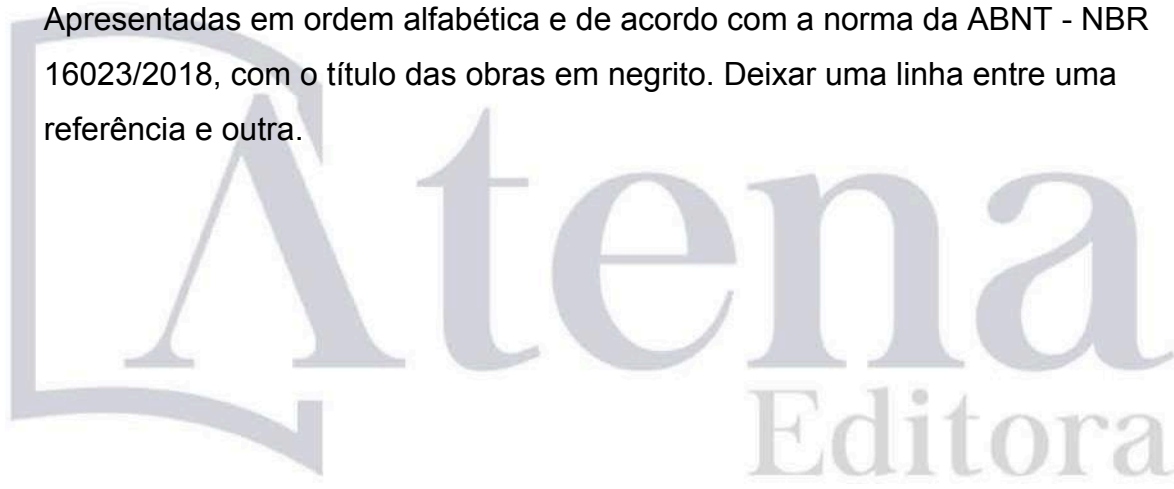 Apresentadas em ordem alfabética e de acordo com a norma da ABNT - NBR
16023/2018, com o título das obras em negrito. Deixar uma linha entre uma
referência e outra.
Atena
Editora